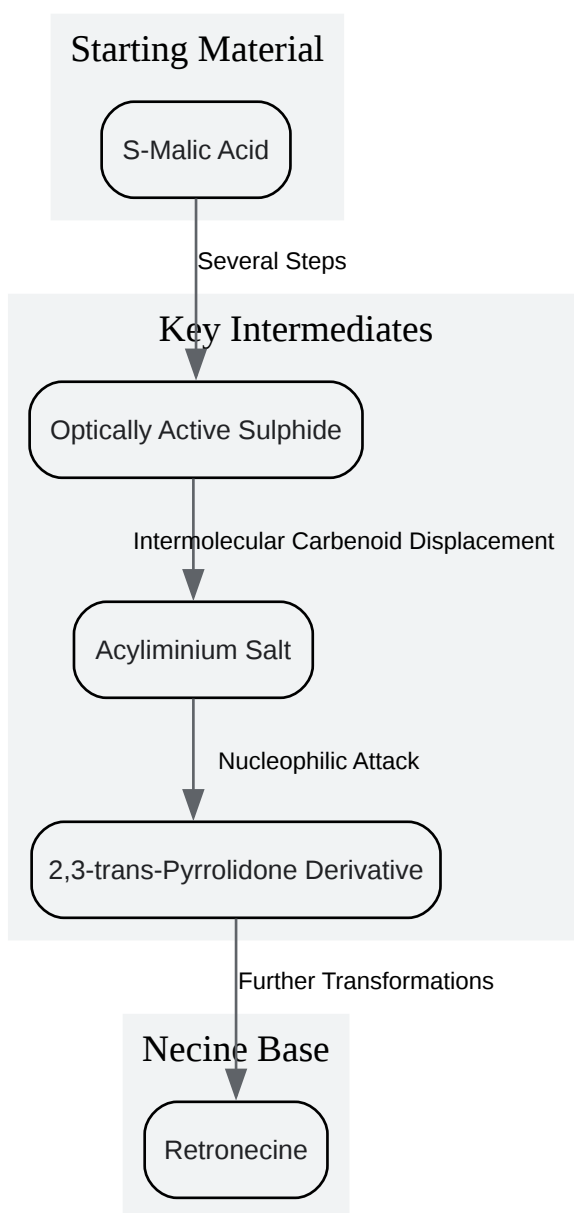 Starting Material
S-Malic Acid
Several Steps
Key Intermediates
Optically Active Sulphide
Intermolecular Carbenoid Displacement
Acyliminium Salt
Nucleophilic Attack
2,3-trans-Pyrrolidone Derivative
Further Transformations
Necine Base
Retronecine